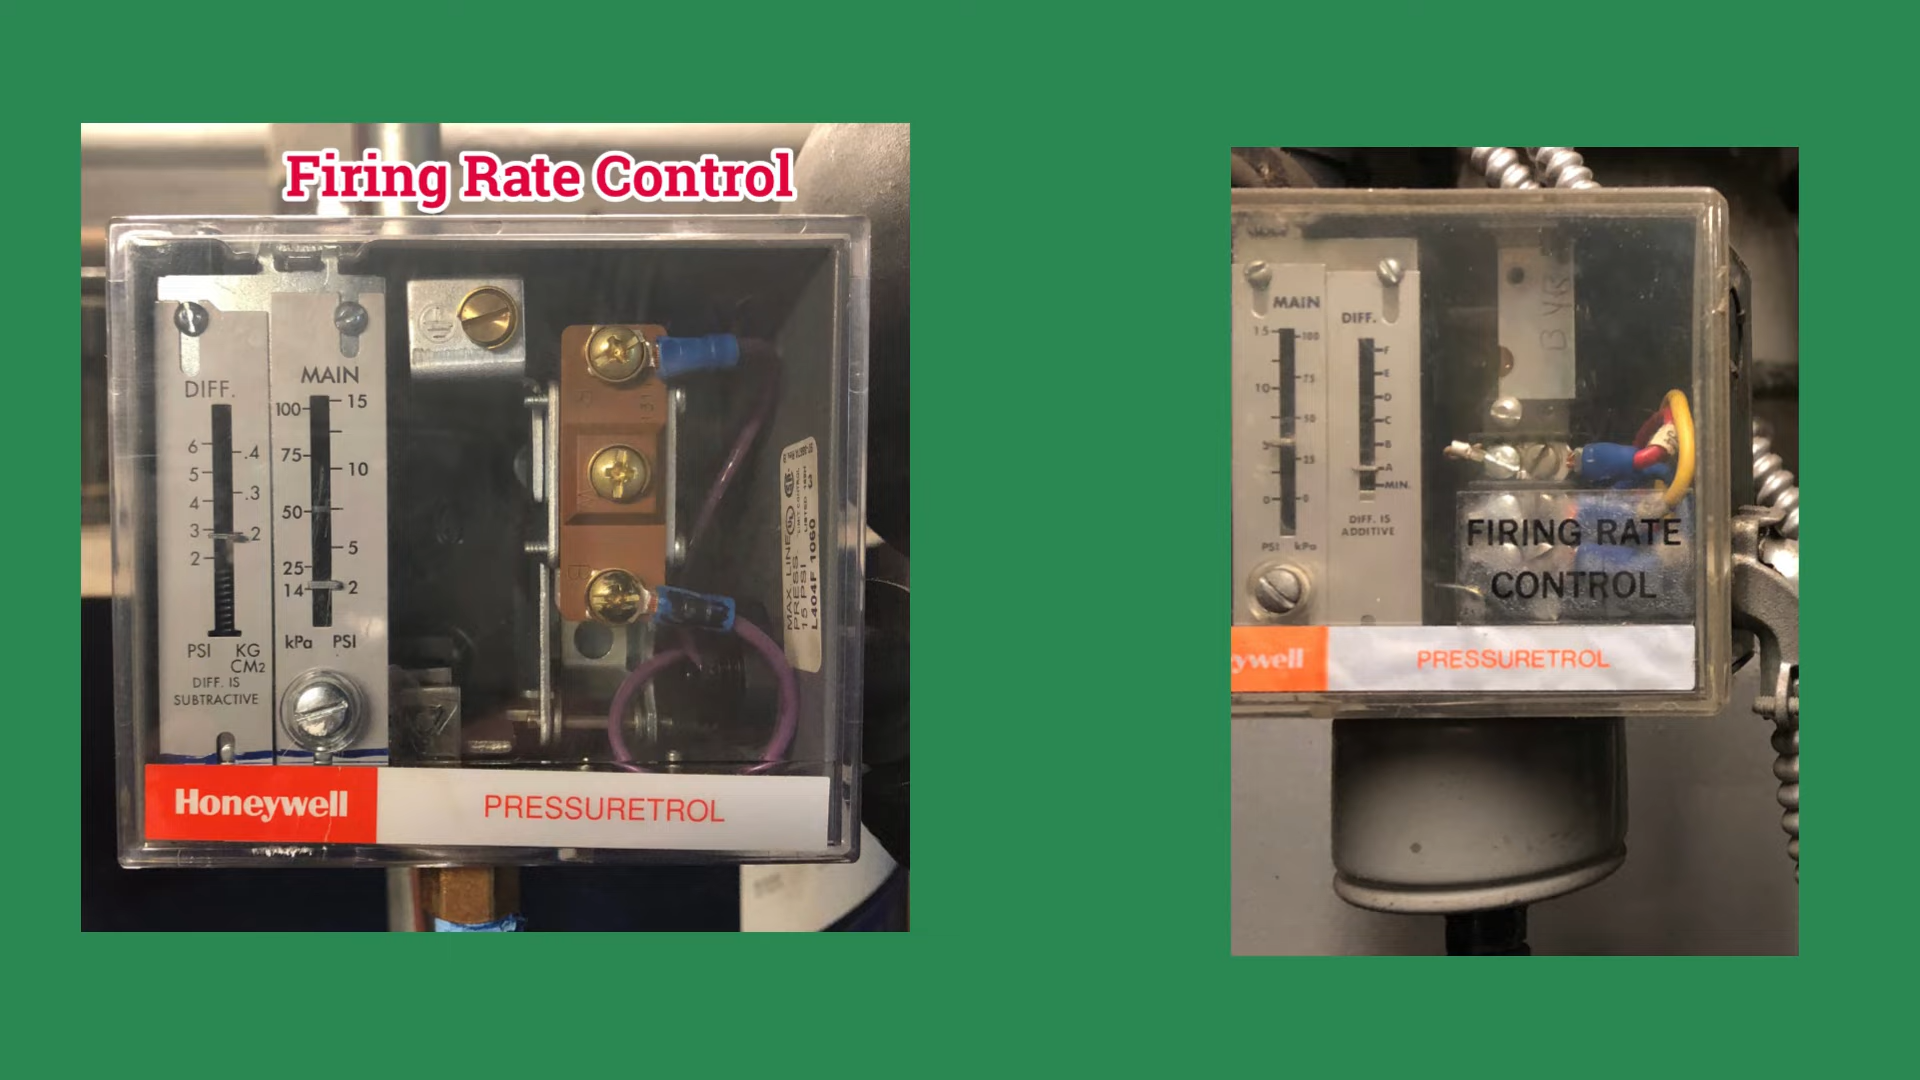 Firing Rate Control
DIFF.
6
.4
5
.3
4
3
.2
2
PSI KG
CM2
DIFF. IS
SUBTRACTIVE
MAIN
100 15
75
10
50
5
25
14 2
kPa PSI
MAX. LINE
PRESS.
15 PSI
L404F 1060
Honeywell PRESSURETROL
MAIN
15 100
75
10
50
5
25
0 0
PSI kPa
DIFF.
F
E
D
C
B
A
MIN.
DIFF. IS
ADDITIVE
FIRING RATE
CONTROL
ywell PRESSURETROL